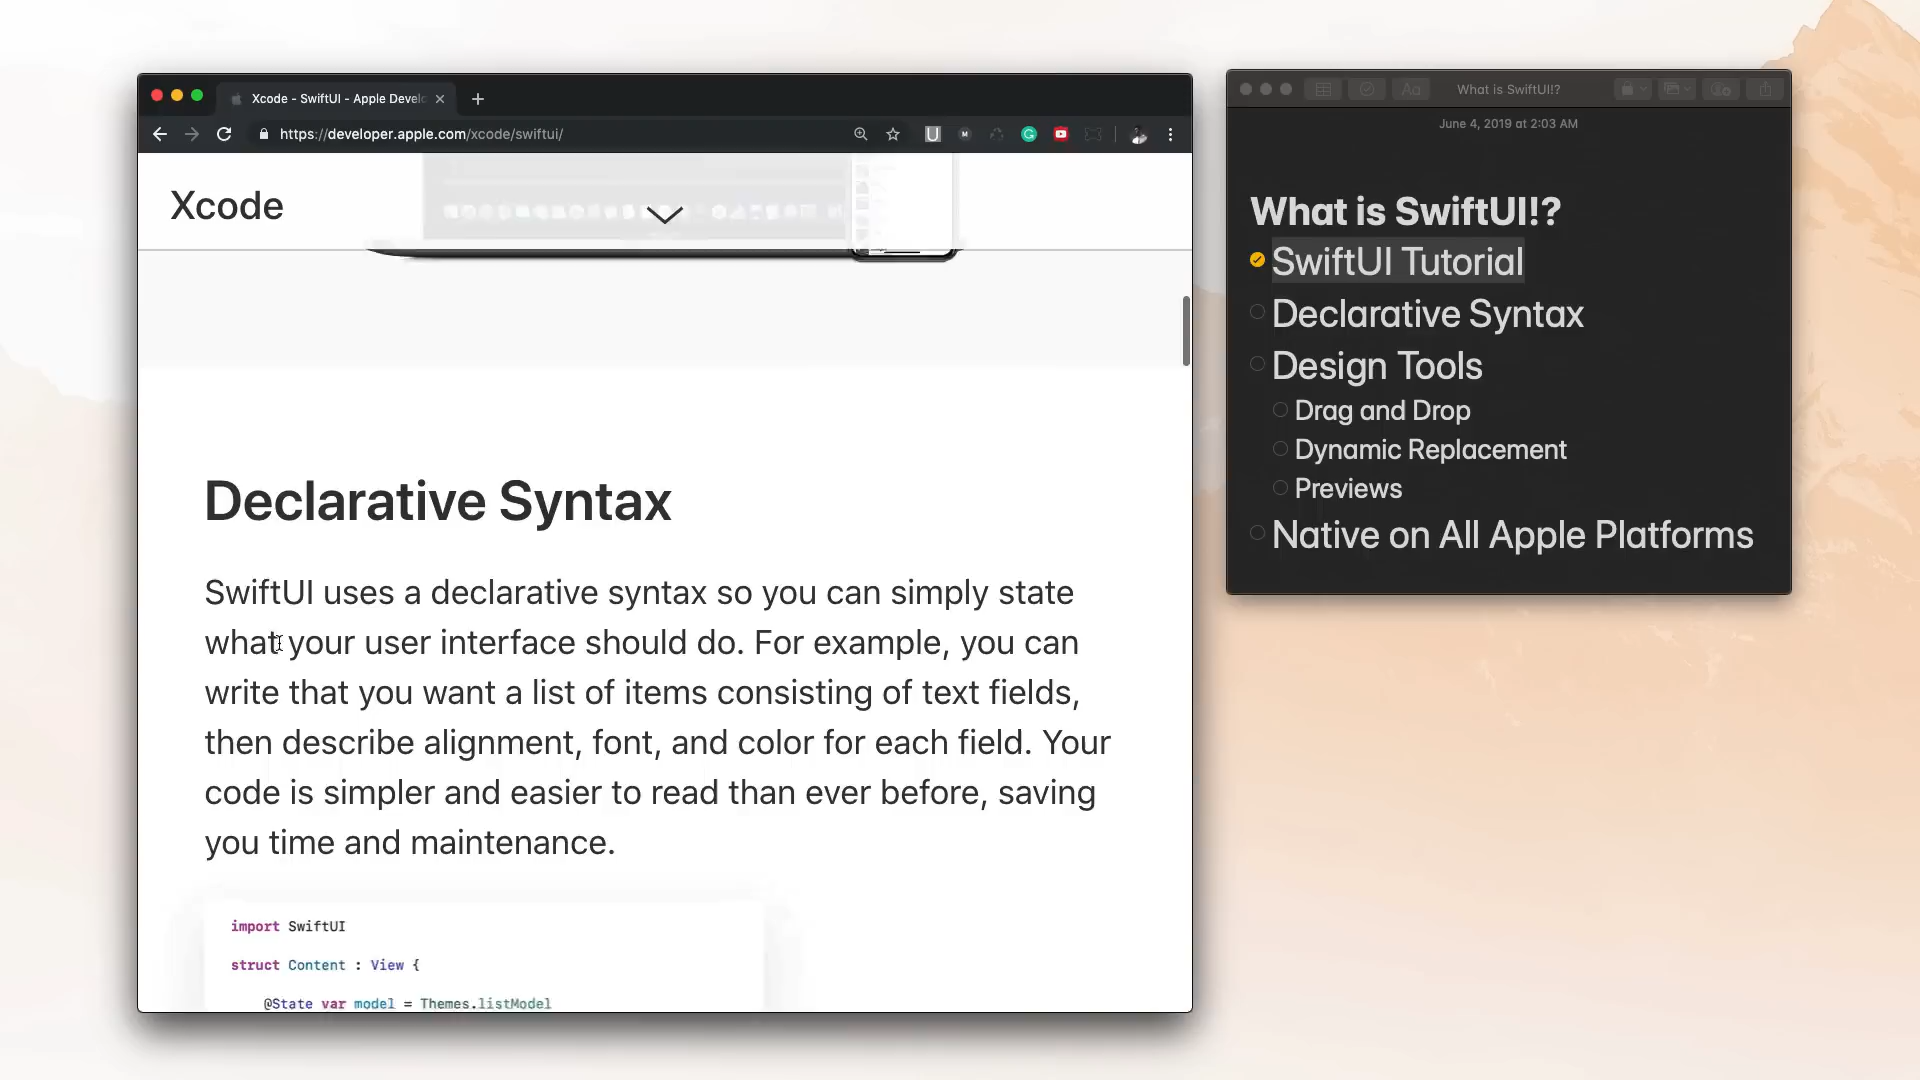 Xcode - SwiftUI - Apple Devel
https://developer.apple.com/xcode/swiftui/
Xcode
Declarative Syntax
SwiftUI uses a declarative syntax so you can simply state
what your user interface should do. For example, you can
write that you want a list of items consisting of text fields,
then describe alignment, font, and color for each field. Your
code is simpler and easier to read than ever before, saving
you time and maintenance.
import SwiftUI
struct Content : View {
@State var model = Themes.listModel
Aa
What is SwiftUI!?
June 4, 2019 at 2:03 AM
What is SwiftUI!?
SwiftUI Tutorial
Declarative Syntax
Design Tools
Drag and Drop
Dynamic Replacement
Previews
Native on All Apple Platforms